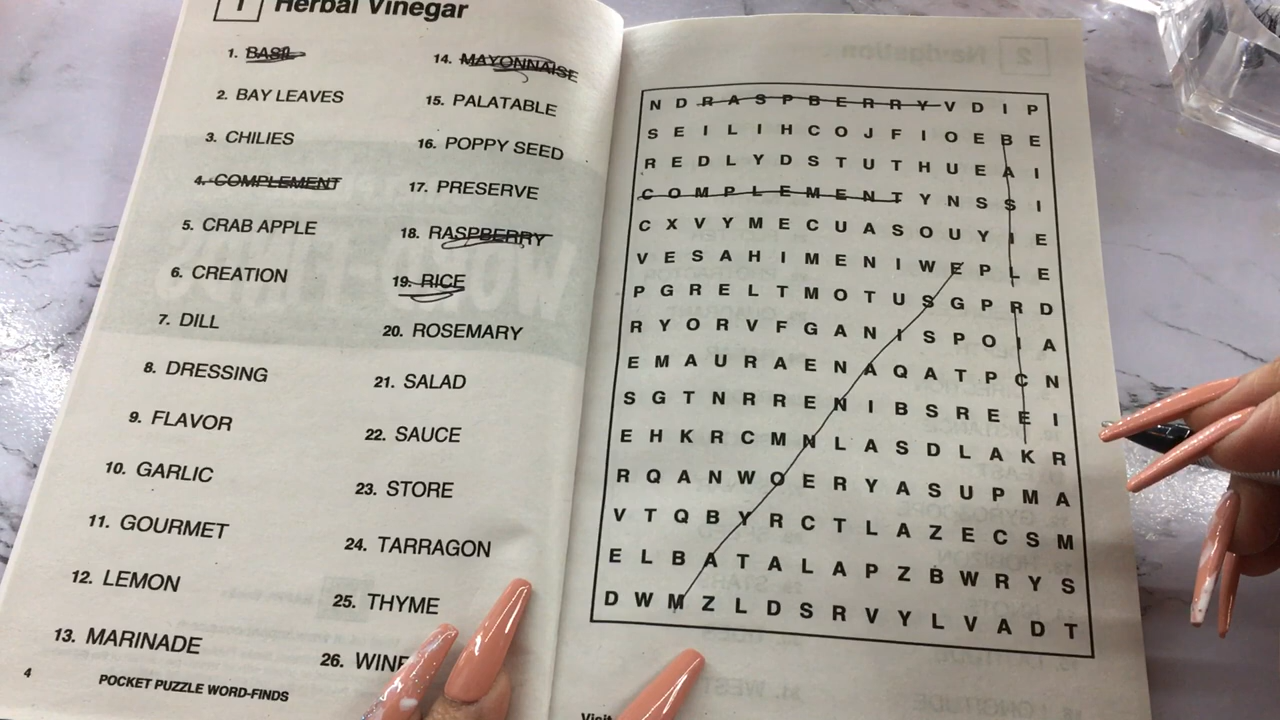 1 Herbal Vinegar
1. BASIL
2. BAY LEAVES
3. CHILIES
4. COMPLEMENT
5. CRAB APPLE
6. CREATION
7. DILL
8. DRESSING
9. FLAVOR
10. GARLIC
11. GOURMET
12. LEMON
13. MARINADE
14. MAYONNAISE
15. PALATABLE
16. POPPY SEED
17. PRESERVE
18. RASPBERRY
19. RICE
20. ROSEMARY
21. SALAD
22. SAUCE
23. STORE
24. TARRAGON
25. THYME
26. WINE
4 POCKET PUZZLE WORD-FINDS
2 Navigation
N D R A S P B E R R Y V D I P
S E I L I H C O J F I O E B E
R E D L Y D S T U T H U E A I
C O M P L E M E N T Y N S S I
C X V Y M E C U A S O U Y I E
V E S A H I M E N I W E P L E
P G R E L T M O T U S G P R D
R Y O R V F G A N I S P O I A
E M A U R A E N A Q A T P C N
S G T N R R E N I B S R E E I
E H K R C M N L A S D L A K R
R Q A N W O E R Y A S U P M A
V T Q B Y R C T L A Z E C S M
E L B A T A L A P Z B W R Y S
D W M Z L D S R V Y L V A D T
Visit